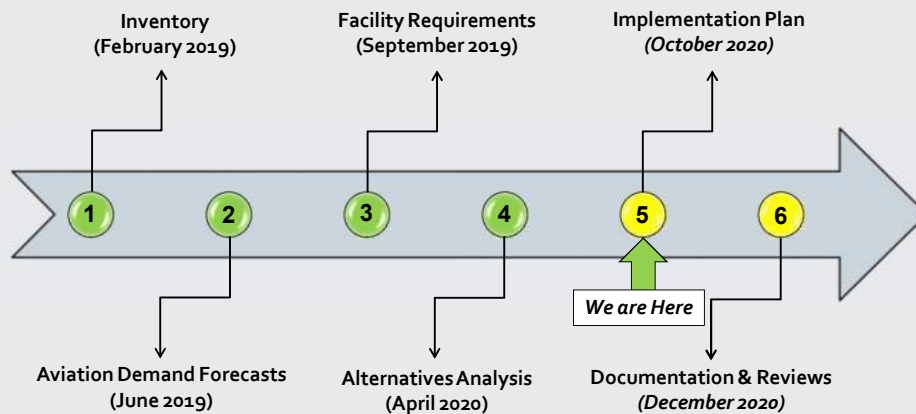 Inventory
(February 2019)
Facility Requirements
(September 2019)
Implementation Plan
(October 2020)
1
2
3
4
5
6
We are Here
Aviation Demand Forecasts
(June 2019)
Alternatives Analysis
(April 2020)
Documentation & Reviews
(December 2020)